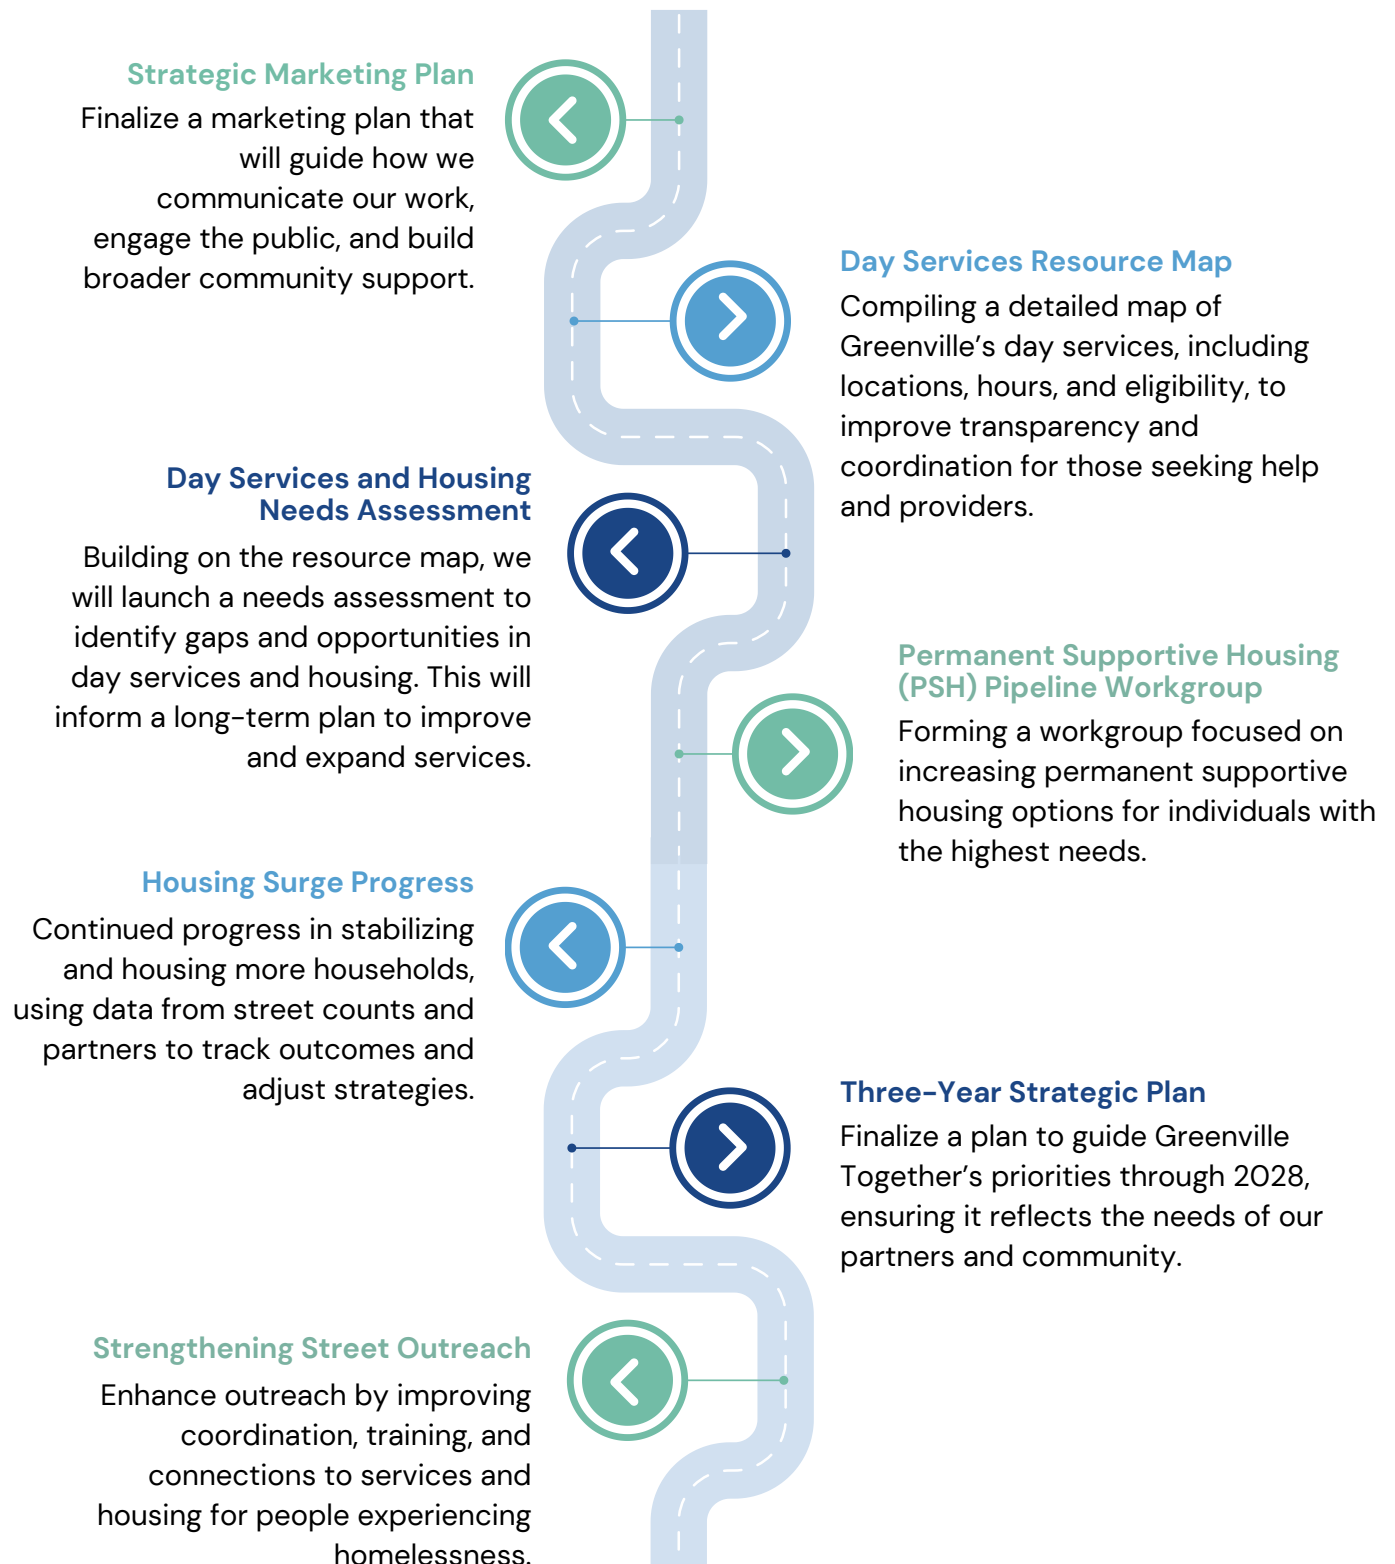 Strategic Marketing Plan
Finalize a marketing plan that
will guide how we
communicate our work,
engage the public, and build
broader community support.
Day Services Resource Map
Compiling a detailed map of
Greenville’s day services, including
locations, hours, and eligibility, to
improve transparency and
coordination for those seeking help
and providers.
Day Services and Housing
Needs Assessment
Building on the resource map, we
will launch a needs assessment to
identify gaps and opportunities in
day services and housing. This will
inform a long-term plan to improve
and expand services.
Permanent Supportive Housing
(PSH) Pipeline Workgroup
Forming a workgroup focused on
increasing permanent supportive
housing options for individuals with
the highest needs.
Housing Surge Progress
Continued progress in stabilizing
and housing more households,
using data from street counts and
partners to track outcomes and
adjust strategies.
Three-Year Strategic Plan
Finalize a plan to guide Greenville
Together’s priorities through 2028,
ensuring it reflects the needs of our
partners and community.
Strengthening Street Outreach
Enhance outreach by improving
coordination, training, and
connections to services and
housing for people experiencing
homelessness.